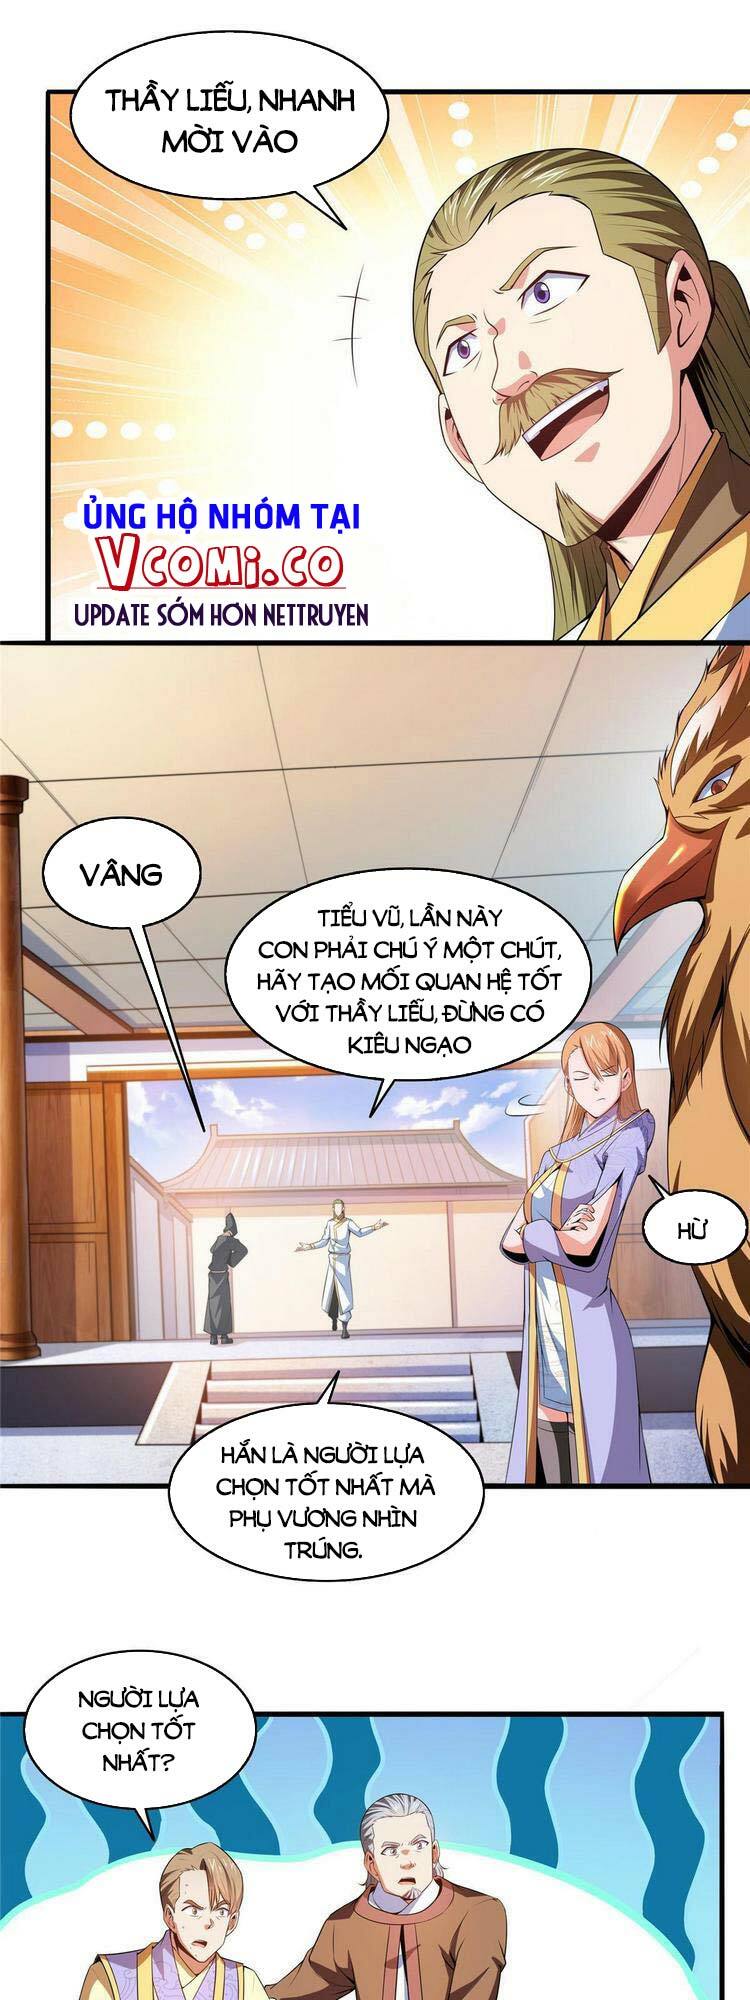 THẦY LIỄU, NHANH
MỜI VÀO
ỦNG HỘ NHÓM TẠI
VCOMI.CO
UPDATE SỚM HƠN NETTRUYEN
VÂNG
TIỂU VŨ, LẦN NÀY
CON PHẢI CHÚ Ý MỘT CHÚT,
HÃY TẠO MỐI QUAN HỆ TỐT
VỚI THẦY LIỄU, ĐỪNG CÓ
KIÊU NGẠO
HỪ
HẮN LÀ NGƯỜI LỰA
CHỌN TỐT NHẤT MÀ
PHỤ VƯƠNG NHÌN
TRÚNG.
NGƯỜI LỰA
CHỌN TỐT
NHẤT?